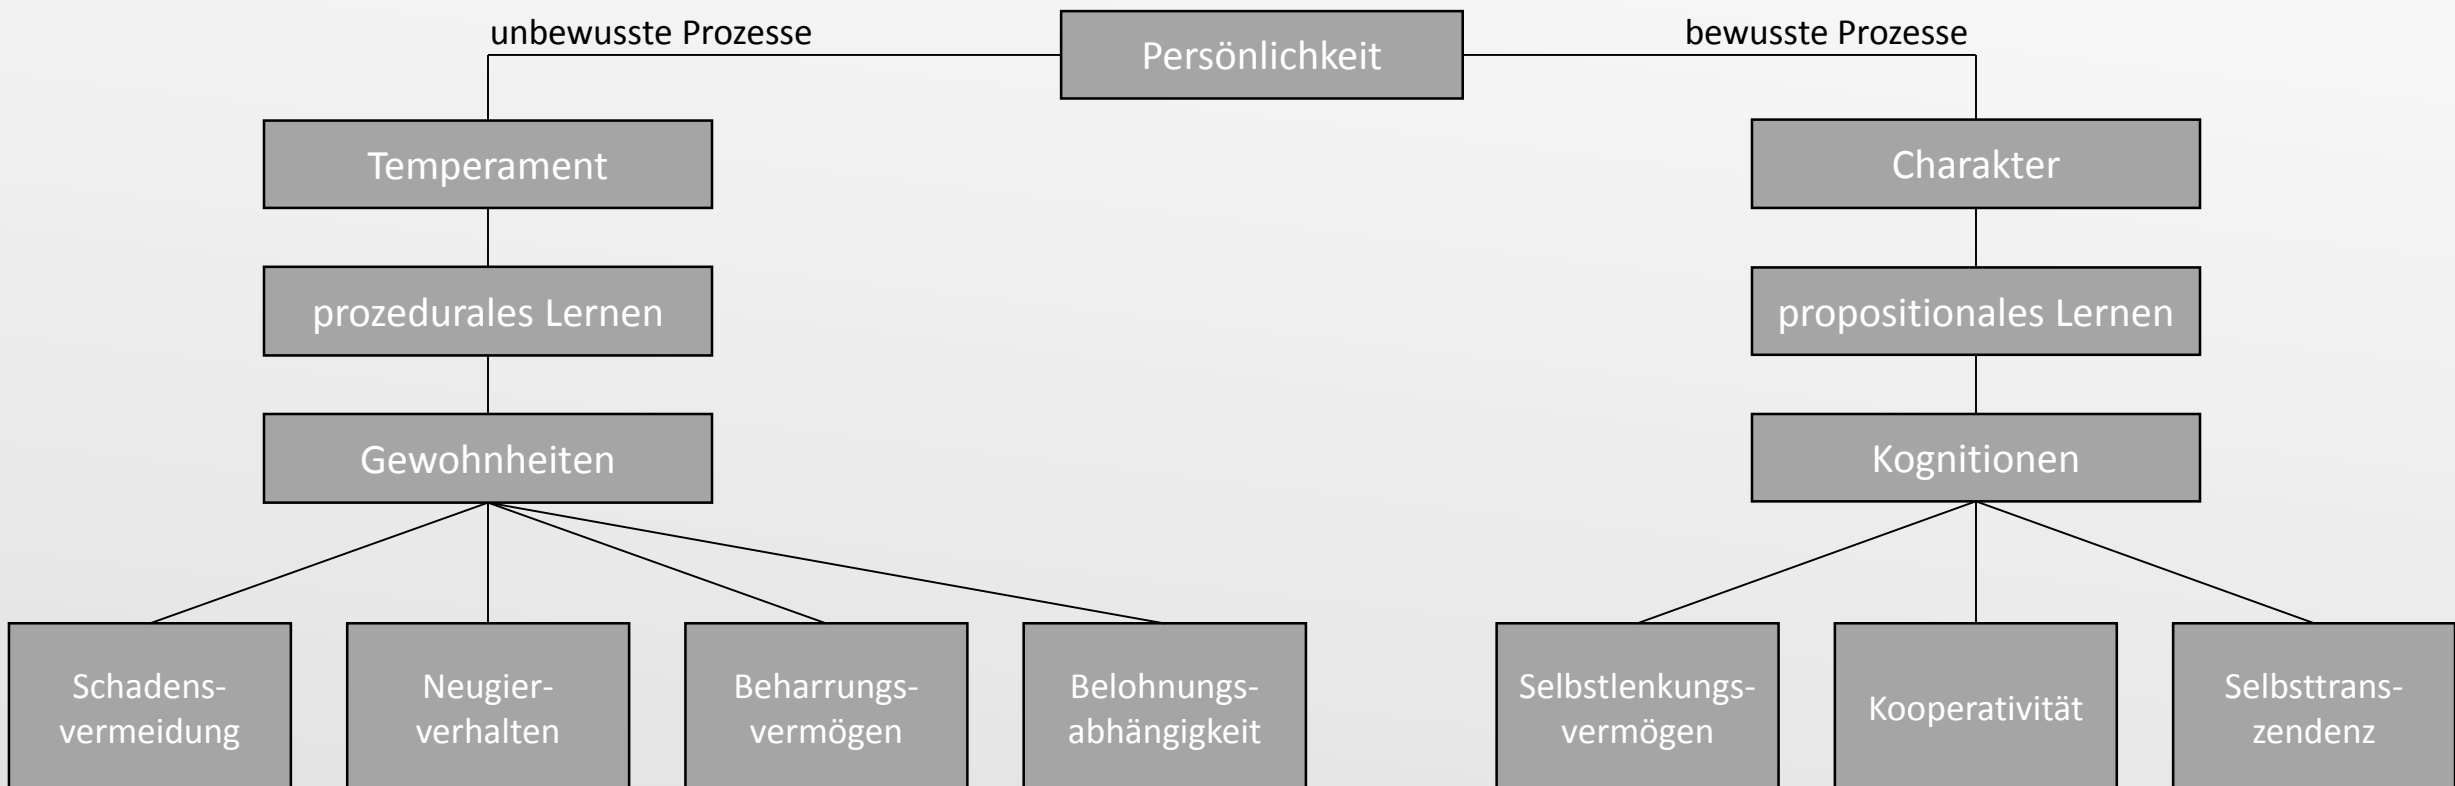 unbewusste Prozesse
Persönlichkeit
bewusste Prozesse
Temperament
Charakter
prozedurales Lernen
propositionales Lernen
Gewohnheiten
Kognitionen
Schadens-
vermeidung
Neugier-
verhalten
Beharrungs-
vermögen
Belohnungs-
abhängigkeit
Selbstlenkungs-
vermögen
Kooperativität
Selbsttrans-
zendenz